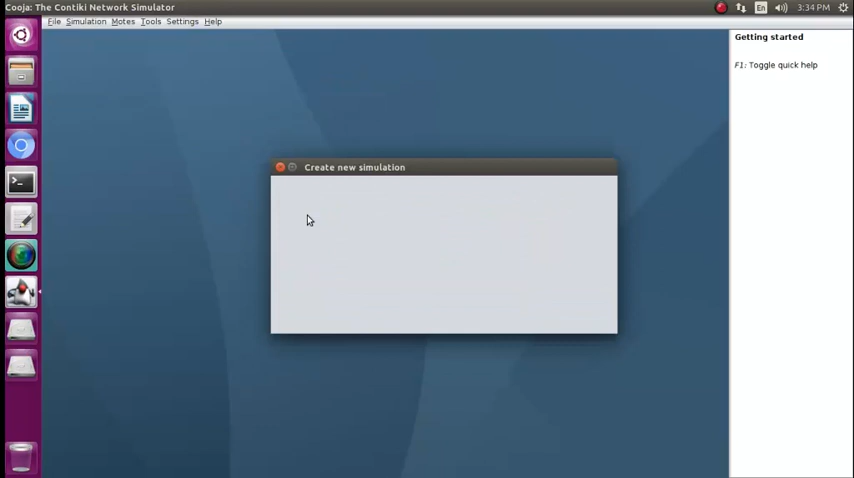 Cooja: The Contiki Network Simulator
En
3:34 PM
File Simulation Motes Tools Settings Help
Getting started
F1: Toggle quick help
Create new simulation